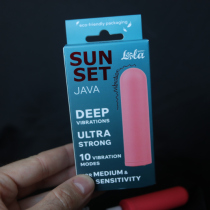 eco-friendly packaging
Lola
SUN
SET
JAVA
DEEP
VIBRATIONS
ULTRA
STRONG
10 VIBRATION
MODES
MEDIUM &
SENSITIVITY